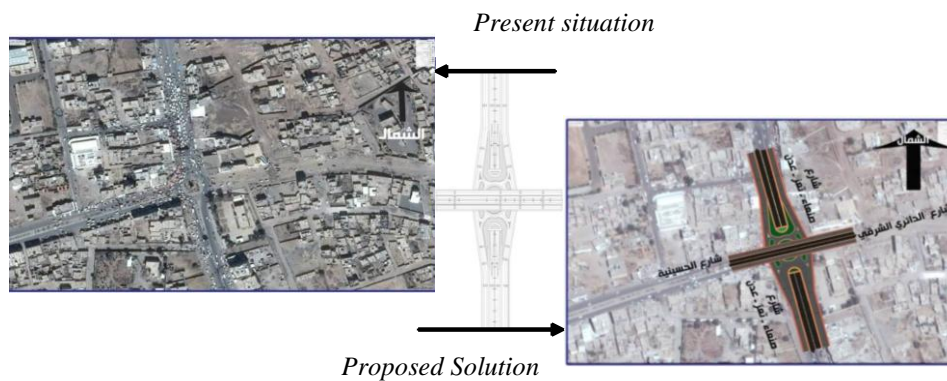 Present situation
الشمال
الشمال
شارع
صنعاء ، تعز ، عدن
شارع الدائري الشرقي
شارع الحسينية
شارع
صنعاء ، تعز ، عدن
Proposed Solution